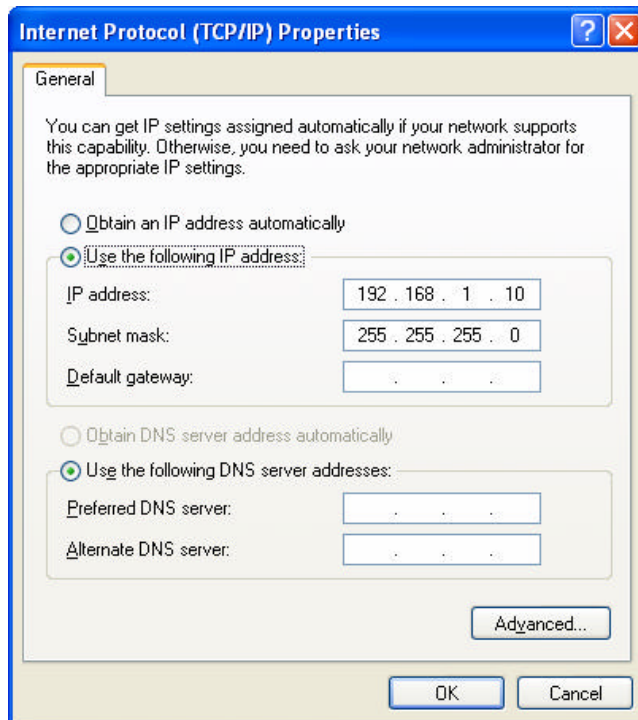 Internet Protocol (TCP/IP) Properties
General
You can get IP settings assigned automatically if your network supports
this capability. Otherwise, you need to ask your network administrator for
the appropriate IP settings.
Obtain an IP address automatically
Use the following IP address:
IP address: 192 . 168 . 1 . 10
Subnet mask: 255 . 255 . 255 . 0
Default gateway: . . .
Obtain DNS server address automatically
Use the following DNS server addresses:
Preferred DNS server: . . .
Alternate DNS server: . . .
Advanced...
OK Cancel